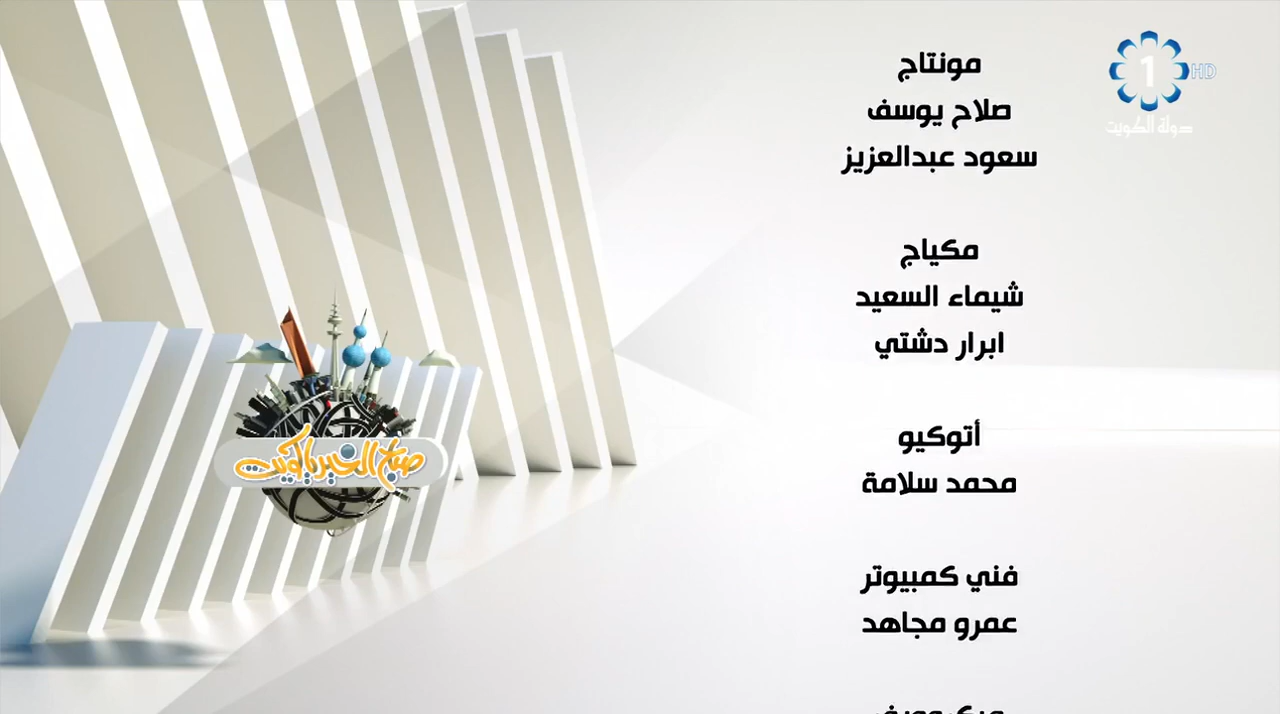 مونتاج
صلاح يوسف
سعود عبدالعزيز
مكياج
شيماء السعيد
ابرار دشتي
أتوكيو
محمد سلامة
فني كمبيوتر
عمرو مجاهد
1 HD
دولة الكويت
صباح الخير يا كويت